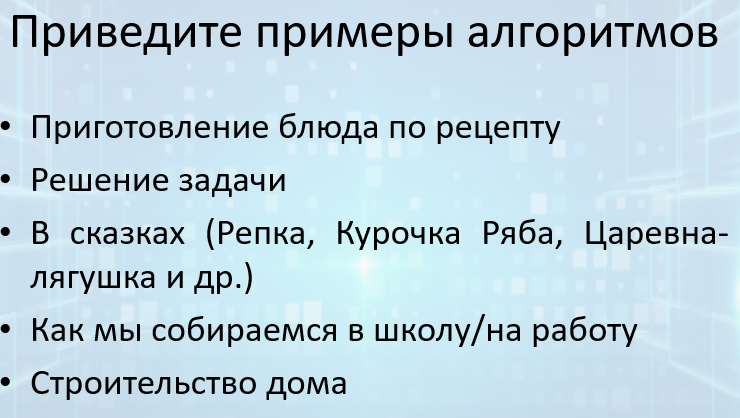 Приведите примеры алгоритмов
• Приготовление блюда по рецепту
• Решение задачи
• В сказках (Репка, Курочка Ряба, Царевна-
лягушка и др.)
• Как мы собираемся в школу/на работу
• Строительство дома